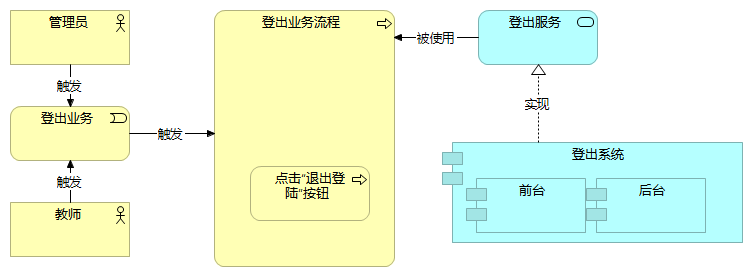 管理员
登出业务流程
登出服务
被使用
触发
登出业务
触发
实现
触发
登出系统
点击“退出登
陆”按钮
前台
后台
教师